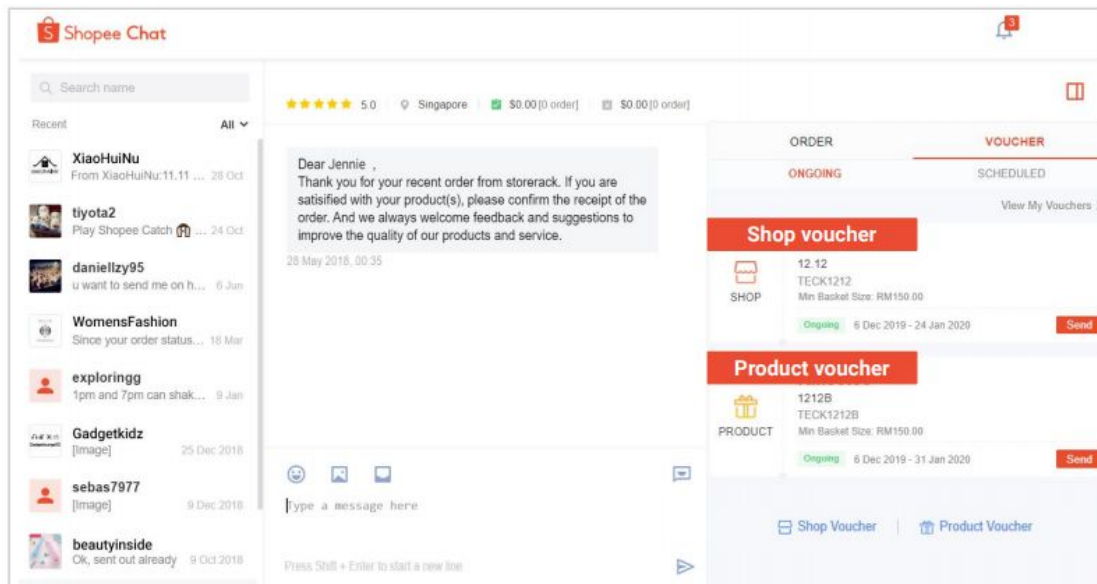 Shopee Chat
3
Search name
Recent
All
XiaoHuiNu
From XiaoHuiNu:11.11 ... 28 Oct
tiyota2
Play Shopee Catch ... 24 Oct
daniellzy95
u want to send me on h... 6 Jun
WomensFashion
Since your order status... 18 Mar
exploringg
1pm and 7pm can shak... 9 Jan
Gadgetkidz
[Image] 25 Dec 2018
sebas7977
[Image] 9 Dec 2018
beautyinside
Ok, sent out already 9 Oct 2018
5.0 Singapore $0.00 [0 order] $0.00 [0 order]
Dear Jennie ,
Thank you for your recent order from storerack. If you are
satisified with your product(s), please confirm the receipt of the
order. And we always welcome feedback and suggestions to
improve the quality of our products and service.
28 May 2018, 00:35
Type a message here
Press Shift + Enter to start a new line
ORDER VOUCHER
ONGOING SCHEDULED
View My Vouchers
Shop voucher
SHOP
12.12
TECK1212
Min Basket Size: RM150.00
Ongoing 6 Dec 2019 - 24 Jan 2020 Send
Product voucher
PRODUCT
1212B
TECK1212B
Min Basket Size: RM150.00
Ongoing 6 Dec 2019 - 31 Jan 2020 Send
Shop Voucher Product Voucher